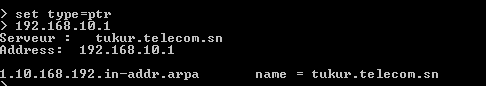 > set type=ptr
> 192.168.10.1
Serveur :   tukur.telecom.sn
Address:  192.168.10.1
1.10.168.192.in-addr.arpa       name = tukur.telecom.sn